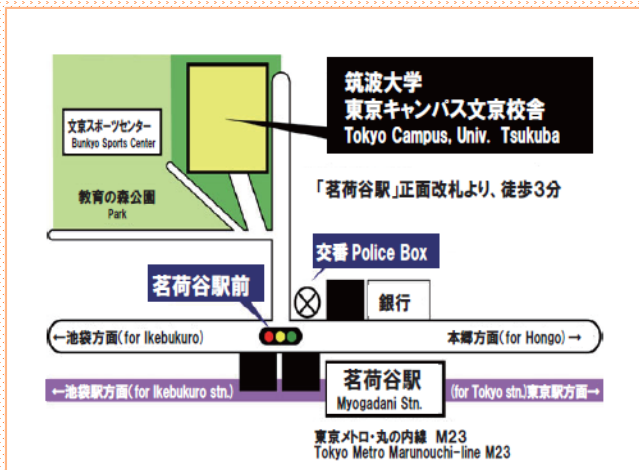 筑波大学
東京キャンパス文京校舎
Tokyo Campus, Univ. Tsukuba
文京スポーツセンター
Bunkyo Sports Center
「茗荷谷駅」正面改札より、徒歩3分
教育の森公園
Park
交番 Police Box
茗荷谷駅前
銀行
←池袋方面(for Ikebukuro)
本郷方面(for Hongo)→
←池袋駅方面(for Ikebukuro stn.)
茗荷谷駅
Myogadani Stn.
(for Tokyo stn.)東京駅方面→
東京メトロ・丸の内線 M23
Tokyo Metro Marunouchi-line M23